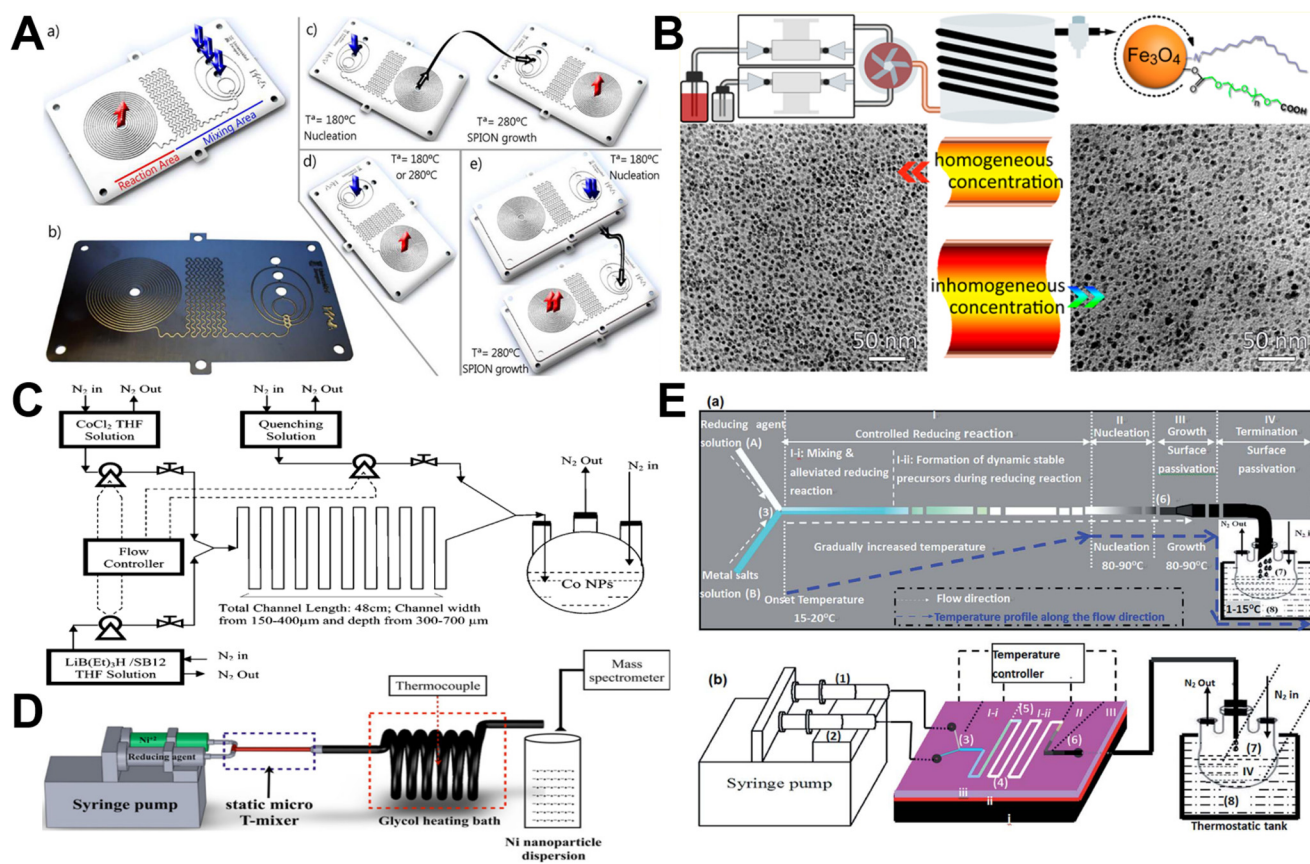 A
a)
Reaction Area
Mixing Area
b)
c)
Tª= 180ºC
Nucleation
Tª= 280ºC
SPION growth
d)
Tª= 180ºC
or 280ºC
e)
Tª= 180ºC
Nucleation
Tª= 280ºC
SPION growth
B
Fe₃O₄
O
O
n
COOH
homogeneous
concentration
inhomogeneous
concentration
50 nm
50 nm
C
N₂ in
N₂ Out
CoCl₂ THF
Solution
N₂ in
N₂ Out
Quenching
Solution
N₂ Out
N₂ in
Flow
Controller
Co NPs
Total Channel Length: 48cm; Channel width
from 150-400µm and depth from 300-700 µm
LiB(Et)₃H /SB12
THF Solution
N₂ in
N₂ Out
D
Ni⁺²
Reducing agent
Syringe pump
static micro
T-mixer
Thermocouple
Glycol heating bath
Mass
spectrometer
Ni nanoparticle
dispersion
E
(a)
Reducing agent
solution (A)
I
Controlled Reducing reaction
I-i: Mixing &
alleviated reducing
reaction
I-ii: Formation of dynamic stable
precursors during reducing reaction
II
Nucleation
III
Growth
Surface
passivation
IV
Termination
Surface
passivation
(3)
(6)
Gradually increased temperature
Nucleation
80-90°C
Growth
80-90°C
N₂ Out
(7)
(8)
1-15°C
Metal salts
solution (B)
Onset Temperature
15-20°C
Flow direction
Temperature profile along the flow direction
(b)
Temperature
controller
(1)
(2)
Syringe pump
I-i
(5)
I-ii
II
III
(3)
(4)
(6)
iii
ii
i
N₂ Out
N₂ in
(7)
IV
(8)
Thermostatic tank